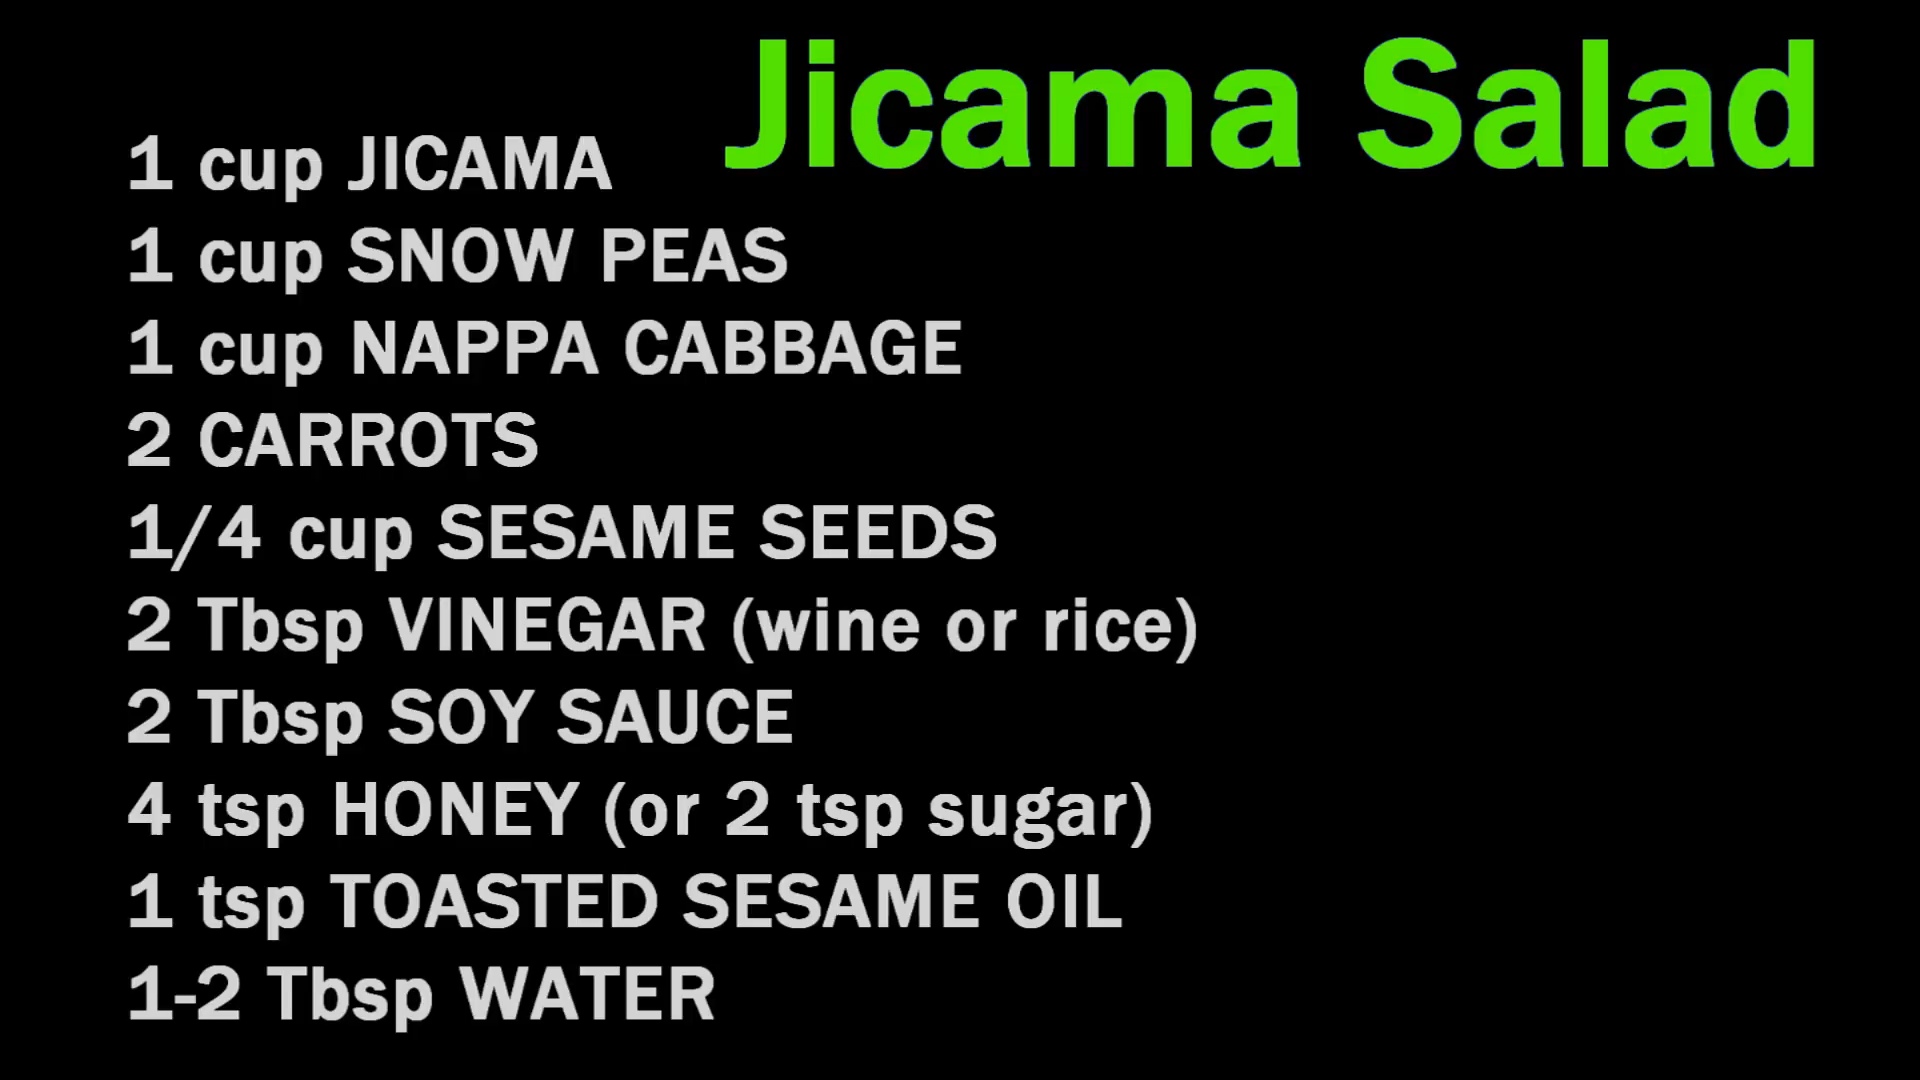 Jicama Salad
1 cup JICAMA
1 cup SNOW PEAS
1 cup NAPPA CABBAGE
2 CARROTS
1/4 cup SESAME SEEDS
2 Tbsp VINEGAR (wine or rice)
2 Tbsp SOY SAUCE
4 tsp HONEY (or 2 tsp sugar)
1 tsp TOASTED SESAME OIL
1-2 Tbsp WATER